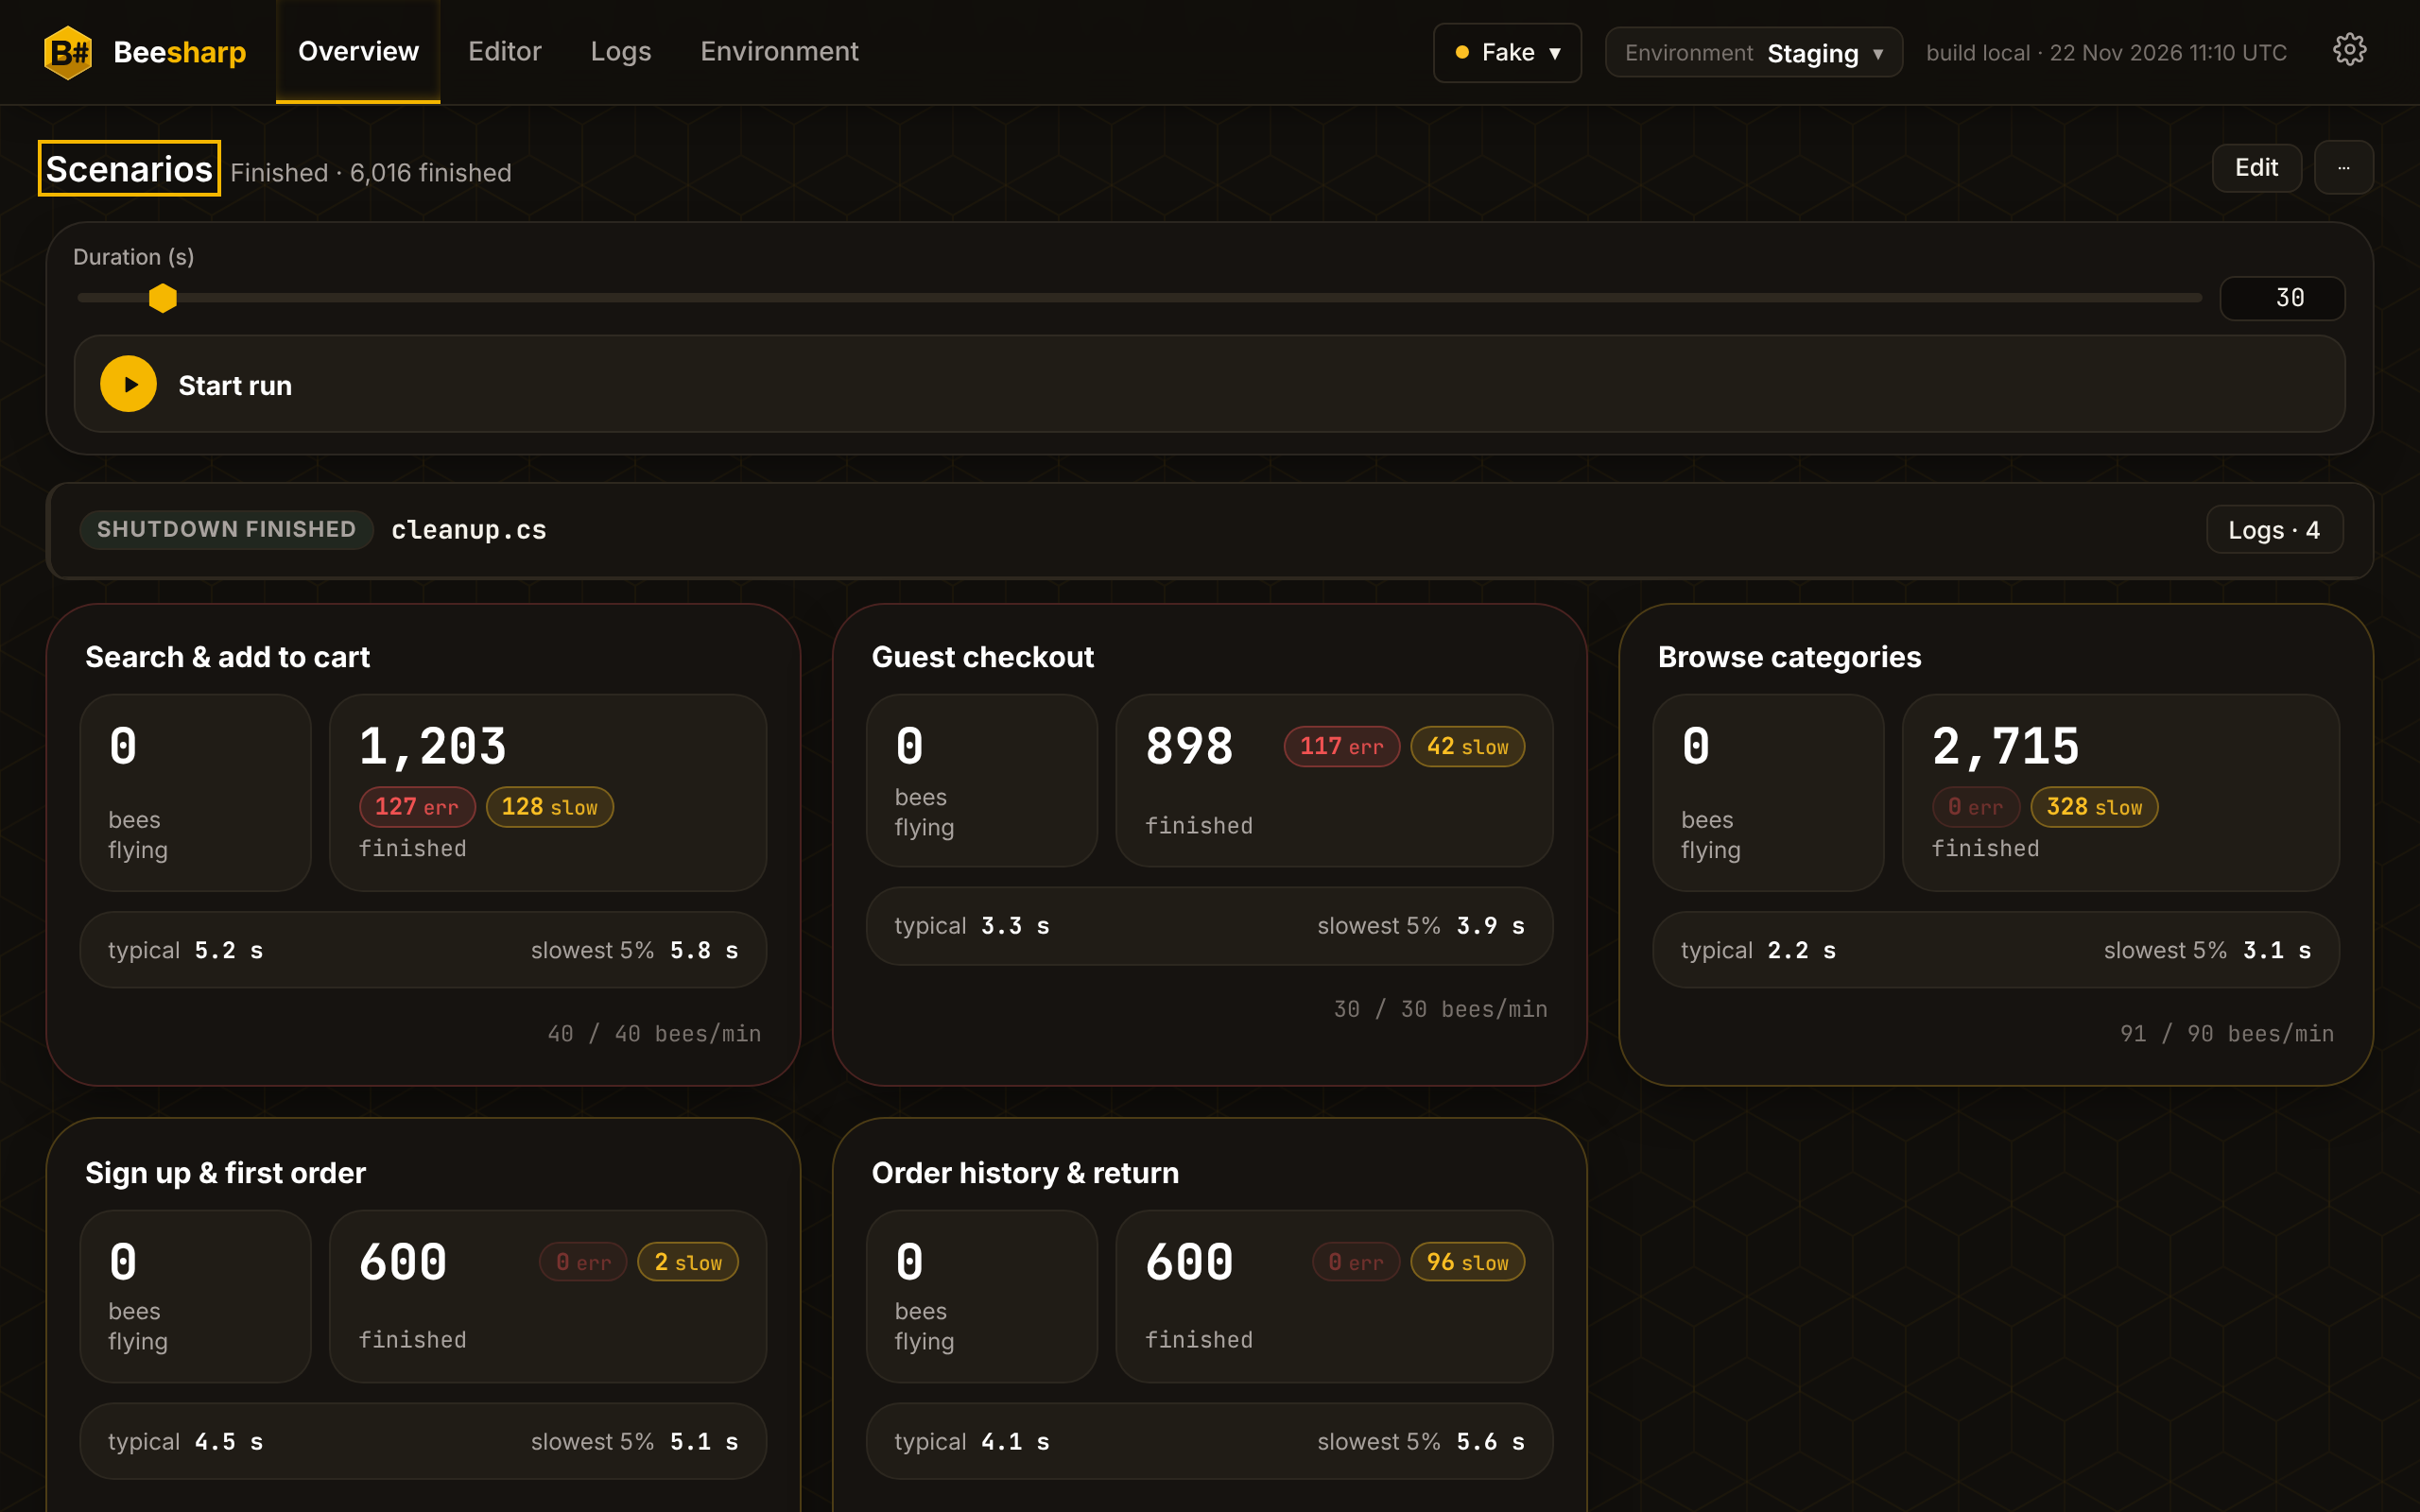 B# Beesharp Overview Editor Logs Environment Fake ▾ Environment Staging ▾ build local · 22 Nov 2026 11:10 UTC
Scenarios Finished · 6,016 finished Edit ...
Duration (s)
30
Start run
SHUTDOWN FINISHED cleanup.cs Logs · 4
Search & add to cart
0
bees
flying
1,203
127 err 128 slow
finished
typical 5.2 s slowest 5% 5.8 s
40 / 40 bees/min
Guest checkout
0
bees
flying
898 117 err 42 slow
finished
typical 3.3 s slowest 5% 3.9 s
30 / 30 bees/min
Browse categories
0
bees
flying
2,715
0 err 328 slow
finished
typical 2.2 s slowest 5% 3.1 s
91 / 90 bees/min
Sign up & first order
0
bees
flying
600 0 err 2 slow
finished
typical 4.5 s slowest 5% 5.1 s
Order history & return
0
bees
flying
600 0 err 96 slow
finished
typical 4.1 s slowest 5% 5.6 s